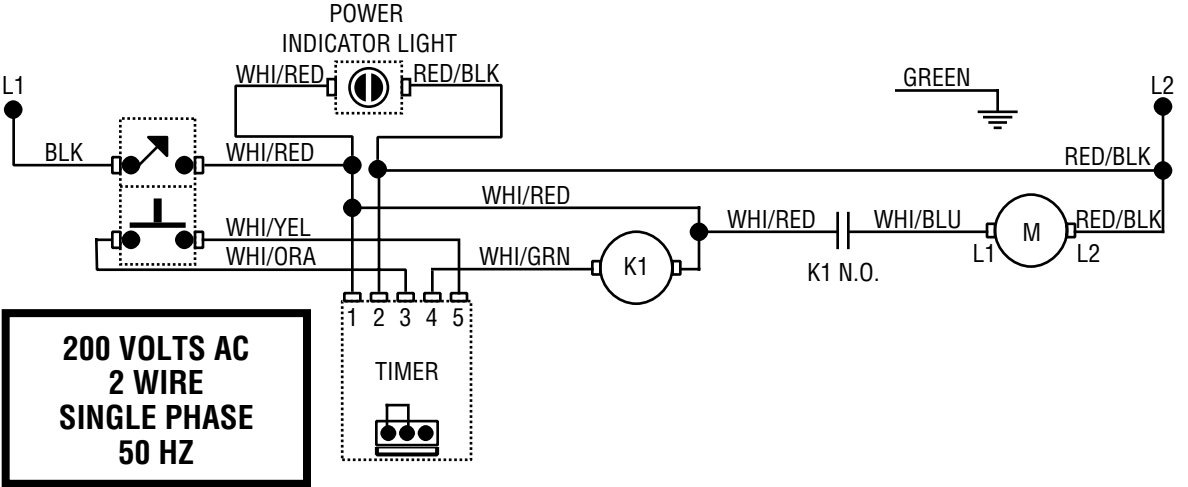 POWER
INDICATOR LIGHT
WHI/RED
RED/BLK
GREEN
L1
L2
BLK
WHI/RED
RED/BLK
WHI/RED
WHI/YEL
WHI/RED
WHI/BLU
M
RED/BLK
WHI/ORA
WHI/GRN
K1
L1
L2
K1 N.O.
1 2 3 4 5
TIMER
200 VOLTS AC
2 WIRE
SINGLE PHASE
50 HZ